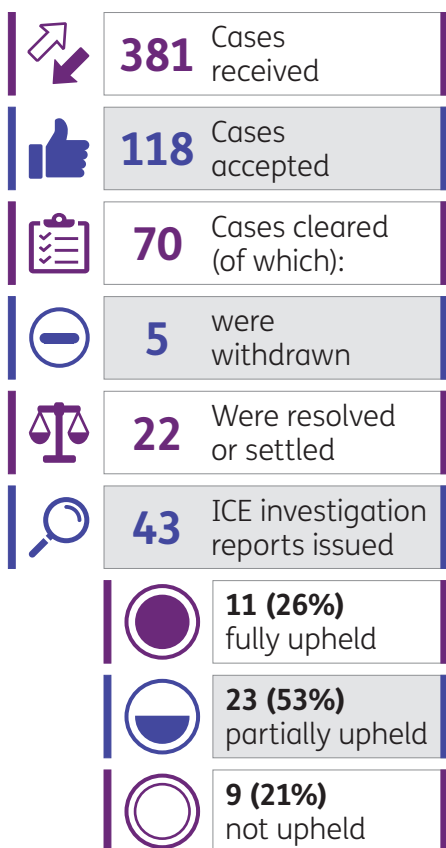 381 Cases
received
118 Cases
accepted
70 Cases cleared
(of which):
5 were
withdrawn
22 Were resolved
or settled
43 ICE investigation
reports issued
11 (26%)
fully upheld
23 (53%)
partially upheld
9 (21%)
not upheld